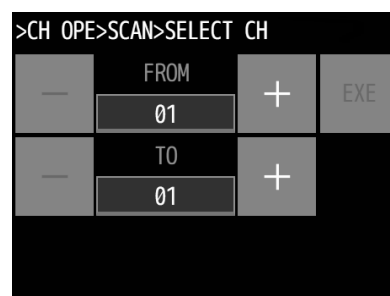 >CH OPE>SCAN>SELECT CH
FROM
— 01 + EXE
TO
— 01 +